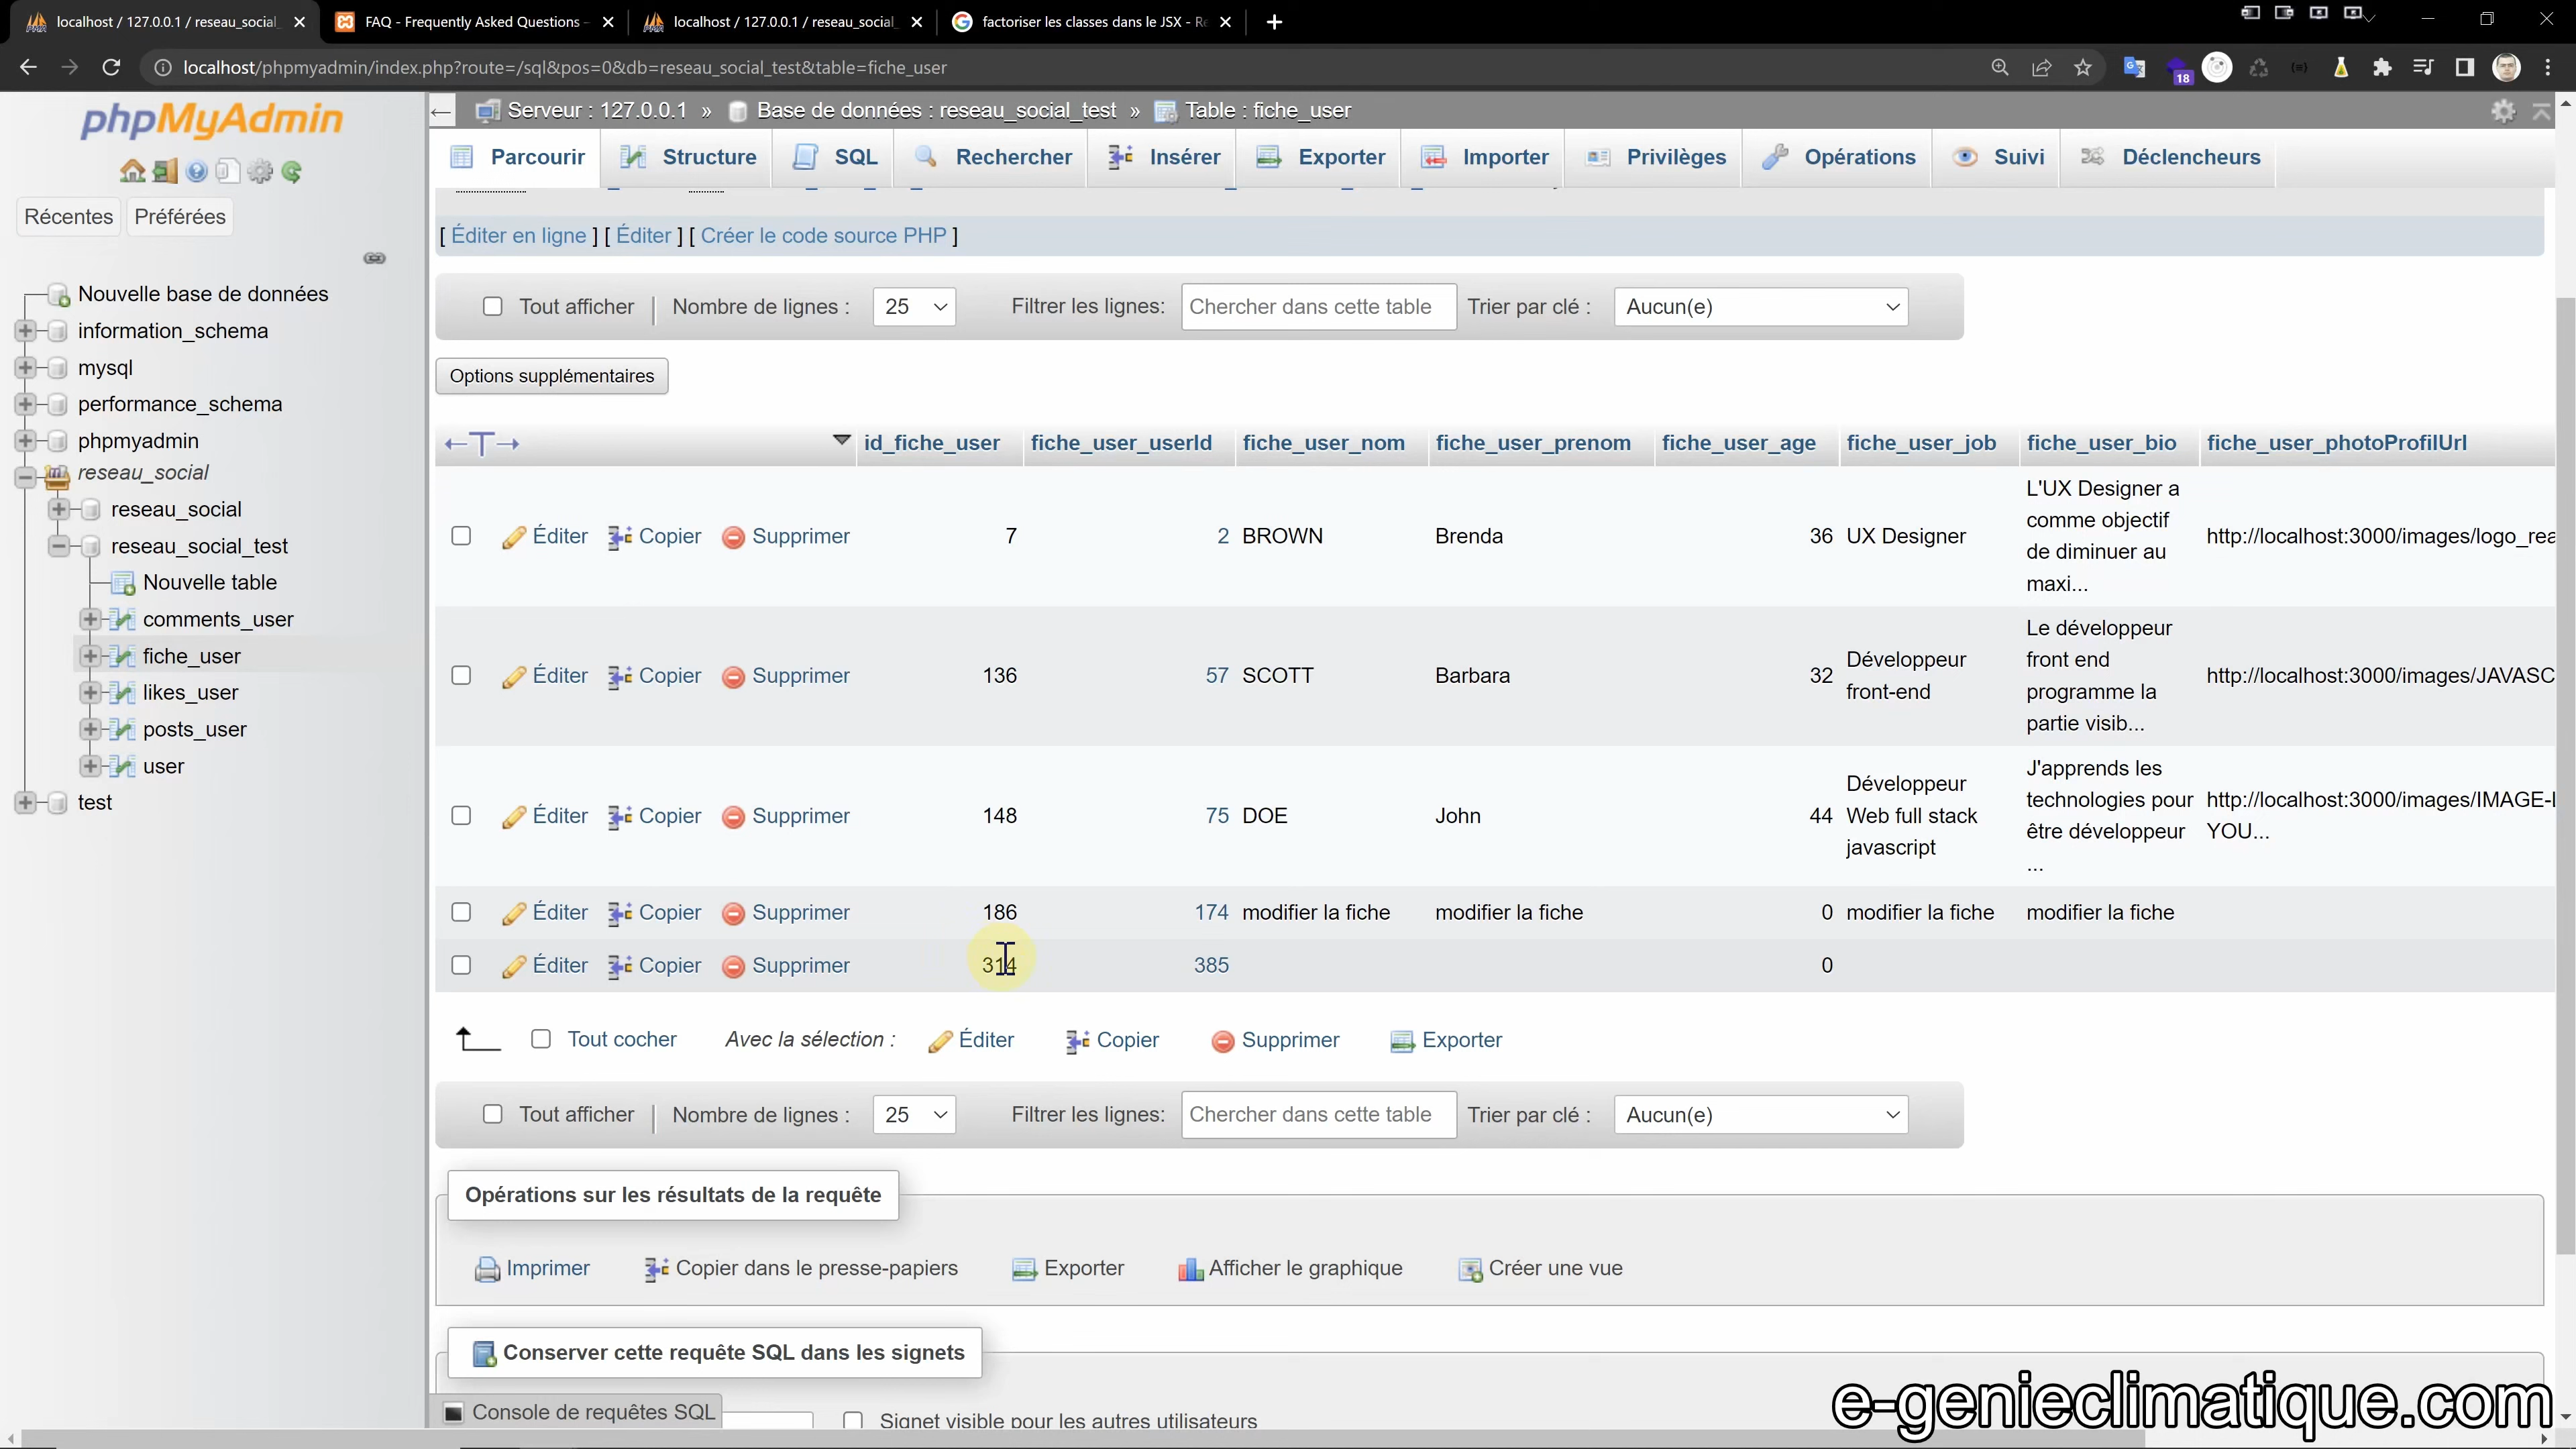 localhost / 127.0.0.1 / reseau_social_
FAQ - Frequently Asked Questions -
localhost / 127.0.0.1 / reseau_social_
factoriser les classes dans le JSX - Re
localhost/phpmyadmin/index.php?route=/sql&pos=0&db=reseau_social_test&table=fiche_user
18
phpMyAdmin
Récentes
Préférées
Nouvelle base de données
information_schema
mysql
performance_schema
phpmyadmin
reseau_social
reseau_social
reseau_social_test
Nouvelle table
comments_user
fiche_user
likes_user
posts_user
user
test
Serveur : 127.0.0.1 » Base de données : reseau_social_test » Table : fiche_user
Parcourir Structure SQL Rechercher Insérer Exporter Importer Privilèges Opérations Suivi Déclencheurs
[ Éditer en ligne ] [ Éditer ] [ Créer le code source PHP ]
Tout afficher | Nombre de lignes : 25 Filtrer les lignes: Chercher dans cette table Trier par clé : Aucun(e)
Options supplémentaires
id_fiche_user fiche_user_userId fiche_user_nom fiche_user_prenom fiche_user_age fiche_user_job fiche_user_bio fiche_user_photoProfilUrl
Éditer Copier Supprimer 7 2 BROWN Brenda 36 UX Designer
L'UX Designer a
comme objectif
de diminuer au
maxi...
http://localhost:3000/images/logo_rea
Éditer Copier Supprimer 136 57 SCOTT Barbara 32
Développeur
front-end
Le développeur
front end
programme la
partie visib...
http://localhost:3000/images/JAVASC
Éditer Copier Supprimer 148 75 DOE John 44
Développeur
Web full stack
javascript
J'apprends les
technologies pour
être développeur
...
http://localhost:3000/images/IMAGE-L
YOU...
Éditer Copier Supprimer 186 174 modifier la fiche modifier la fiche 0 modifier la fiche modifier la fiche
Éditer Copier Supprimer 314 385 0
Tout cocher Avec la sélection : Éditer Copier Supprimer Exporter
Tout afficher | Nombre de lignes : 25 Filtrer les lignes: Chercher dans cette table Trier par clé : Aucun(e)
Opérations sur les résultats de la requête
Imprimer Copier dans le presse-papiers Exporter Afficher le graphique Créer une vue
Conserver cette requête SQL dans les signets
Console de requêtes SQL
Signet visible pour les autres utilisateurs
e-genieclimatique.com